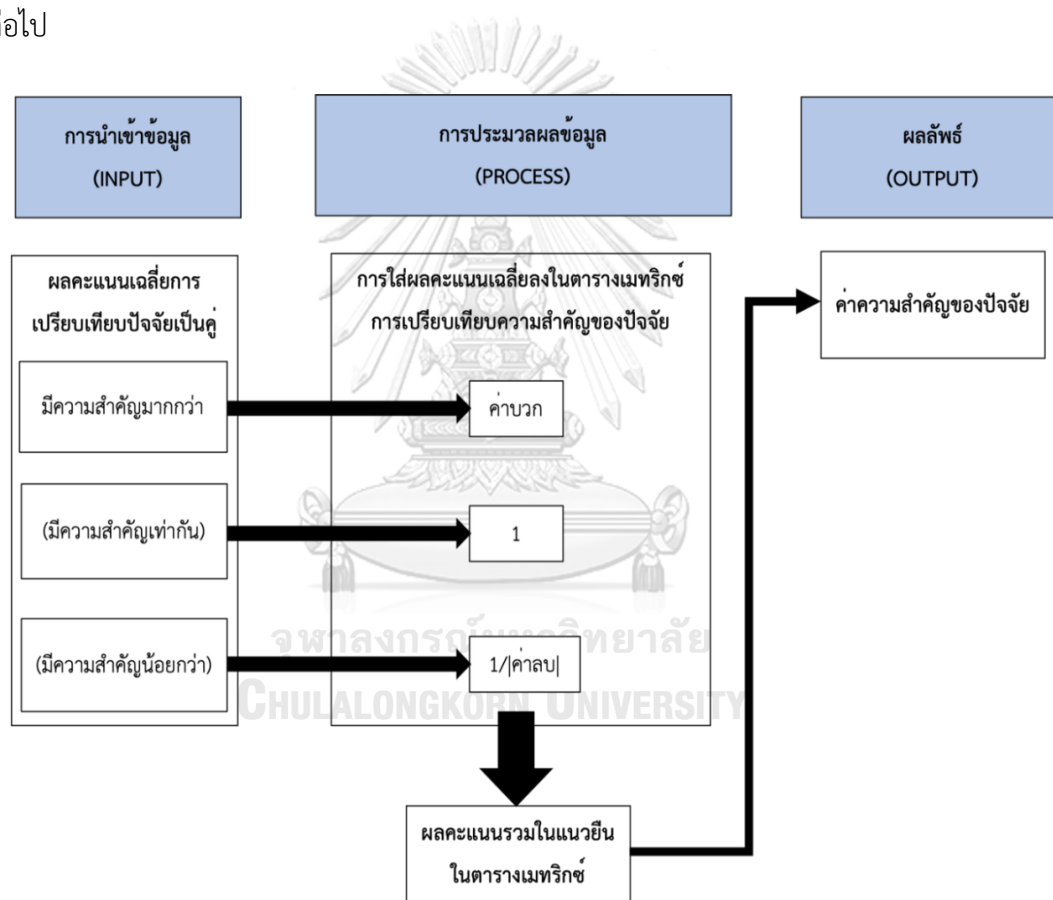 ต่อไป
การนำเข้าข้อมูล
(INPUT)
การประมวลผลข้อมูล
(PROCESS)
ผลลัพธ์
(OUTPUT)
ผลคะแนนเฉลี่ยการ
เปรียบเทียบปัจจัยเป็นคู่
มีความสำคัญมากกว่า
(มีความสำคัญเท่ากัน)
(มีความสำคัญน้อยกว่า)
การใส่ผลคะแนนเฉลี่ยลงในตารางเมทริกซ์
การเปรียบเทียบความสำคัญของปัจจัย
ค่าบวก
1
1/|ค่าลบ|
ผลคะแนนรวมในแนวยืน
ในตารางเมทริกซ์
ค่าความสำคัญของปัจจัย
จุฬาลงกรณ์มหาวิทยาลัย
CHULALONGKORN UNIVERSITY